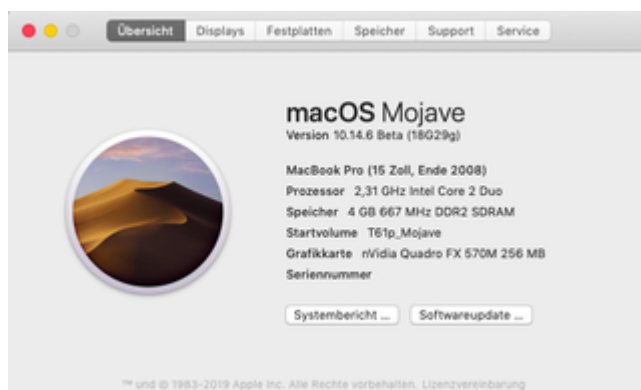 Übersicht Displays Festplatten Speicher Support Service
macOS Mojave
Version 10.14.6 Beta (18G29g)
MacBook Pro (15 Zoll, Ende 2008)
Prozessor 2,31 GHz Intel Core 2 Duo
Speicher 4 GB 667 MHz DDR2 SDRAM
Startvolume T61p_Mojave
Grafikkarte nVidia Quadro FX 570M 256 MB
Seriennummer
Systembericht ... Softwareupdate ...
™ und © 1983-2019 Apple Inc. Alle Rechte vorbehalten. Lizenzvereinbarung